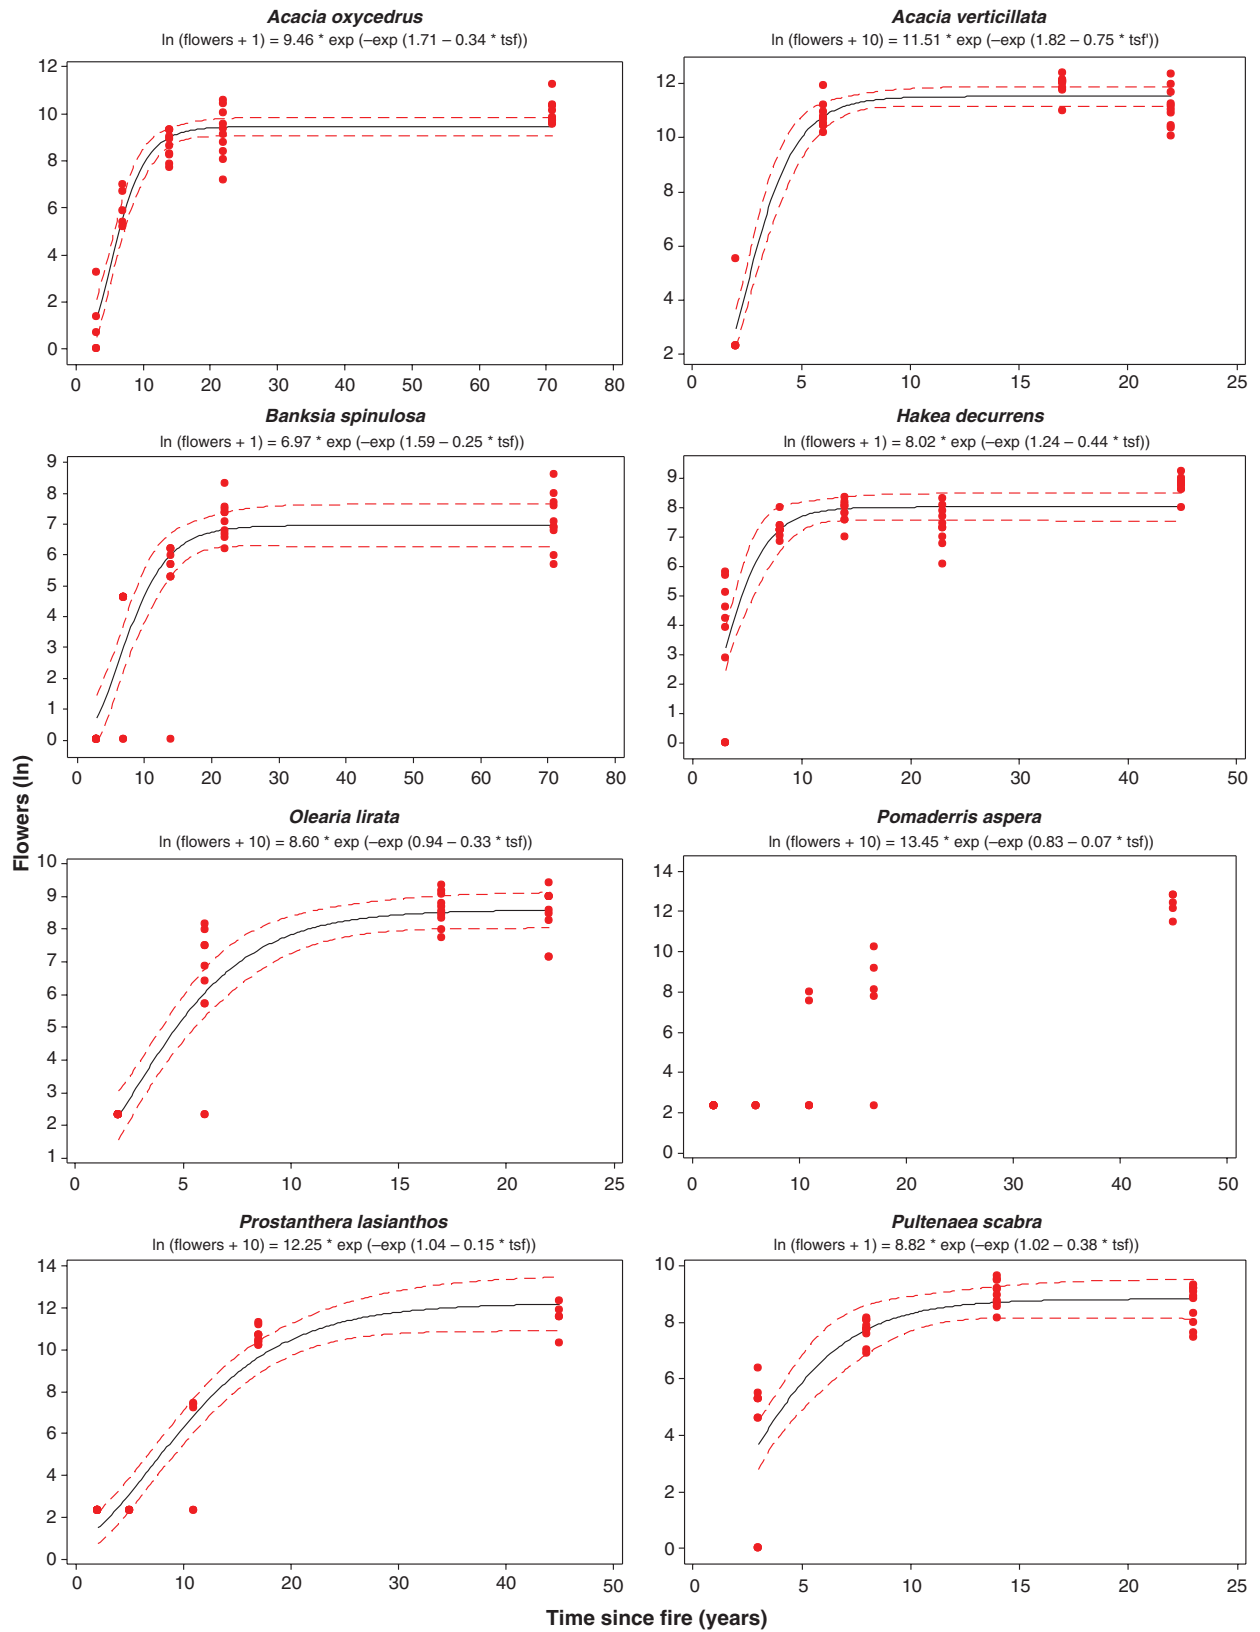 Acacia oxycedrus
ln (flowers + 1) = 9.46 * exp (–exp (1.71 – 0.34 * tsf))
12
10
8
6
4
2
0
0 10 20 30 40 50 60 70 80
Acacia verticillata
ln (flowers + 10) = 11.51 * exp (–exp (1.82 – 0.75 * tsf'))
12
10
8
6
4
2
0 5 10 15 20 25
Banksia spinulosa
ln (flowers + 1) = 6.97 * exp (–exp (1.59 – 0.25 * tsf))
9
8
7
6
5
4
3
2
1
0
0 10 20 30 40 50 60 70 80
Hakea decurrens
ln (flowers + 1) = 8.02 * exp (–exp (1.24 – 0.44 * tsf))
9
8
7
6
5
4
3
2
1
0
0 10 20 30 40 50
Flowers (ln)
Olearia lirata
ln (flowers + 10) = 8.60 * exp (–exp (0.94 – 0.33 * tsf))
10
9
8
7
6
5
4
3
2
1
0 5 10 15 20 25
Pomaderris aspera
ln (flowers + 10) = 13.45 * exp (–exp (0.83 – 0.07 * tsf))
14
12
10
8
6
4
2
0
0 10 20 30 40 50
Prostanthera lasianthos
ln (flowers + 10) = 12.25 * exp (–exp (1.04 – 0.15 * tsf))
14
12
10
8
6
4
2
0
0 10 20 30 40 50
Pultenaea scabra
ln (flowers + 1) = 8.82 * exp (–exp (1.02 – 0.38 * tsf))
10
8
6
4
2
0
0 5 10 15 20 25
Time since fire (years)